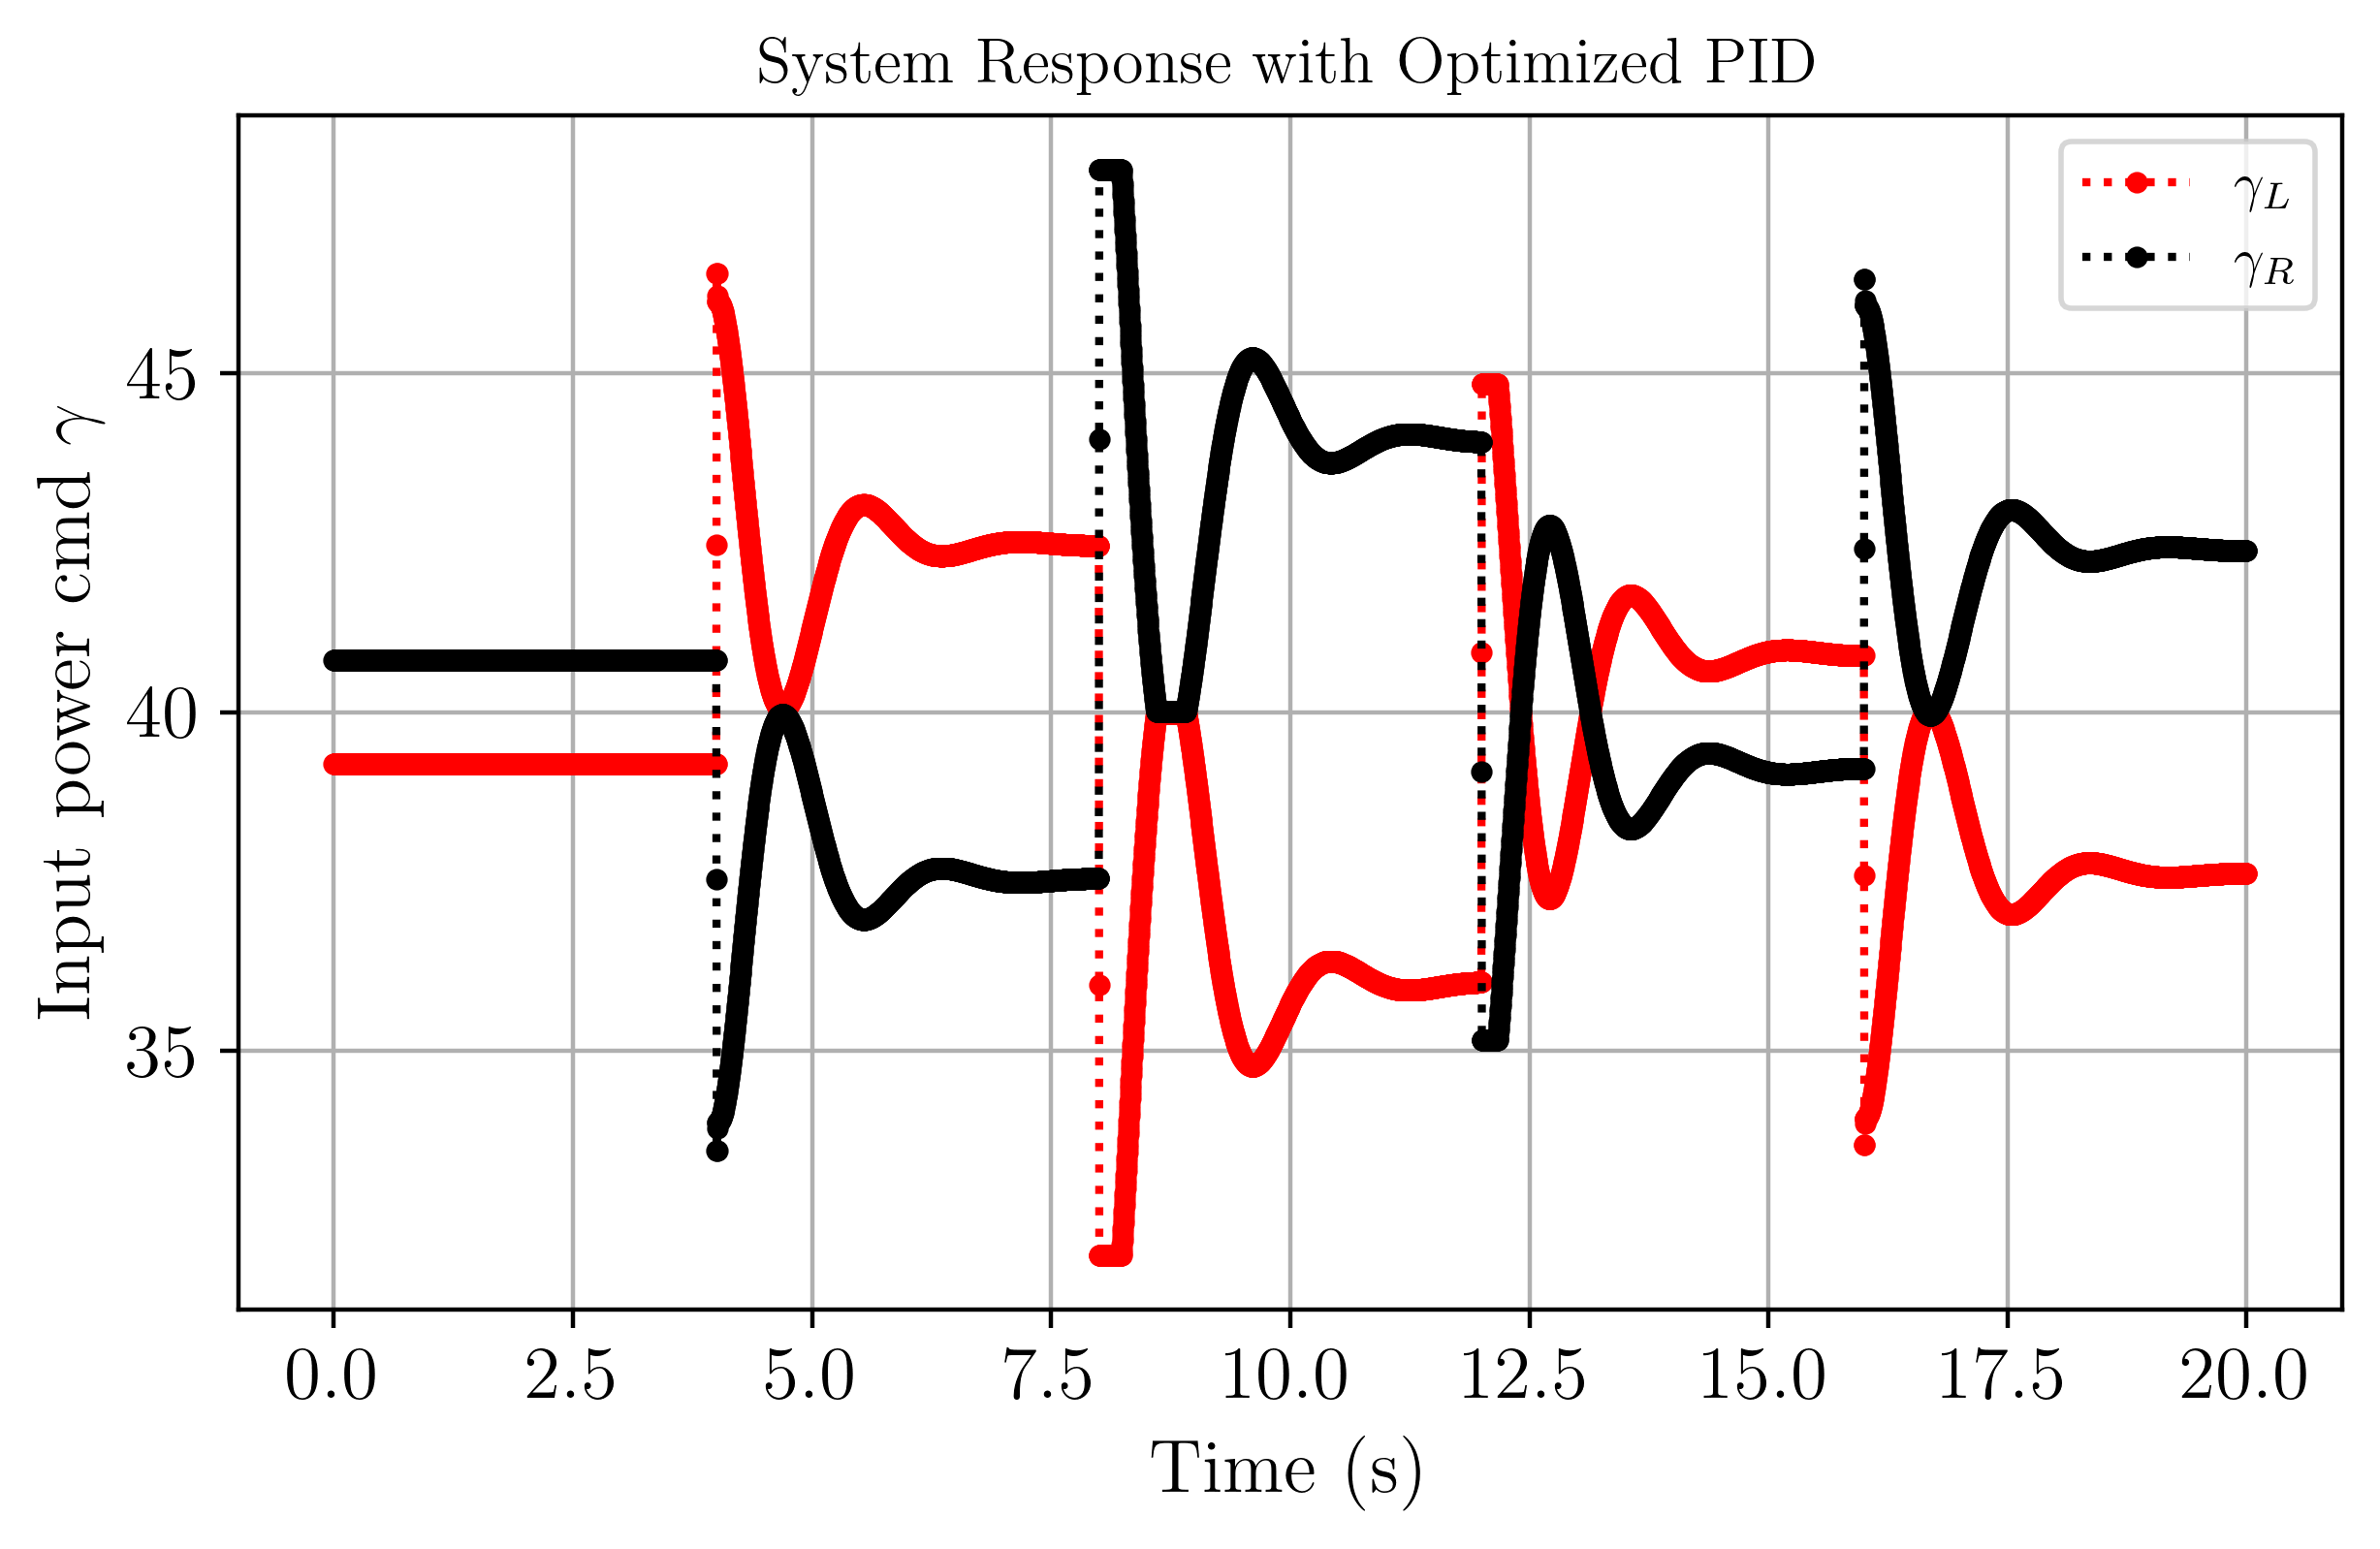 System Response with Optimized PID
γL
γR
Input power cmd γ
45
40
35
0.0 2.5 5.0 7.5 10.0 12.5 15.0 17.5 20.0
Time (s)